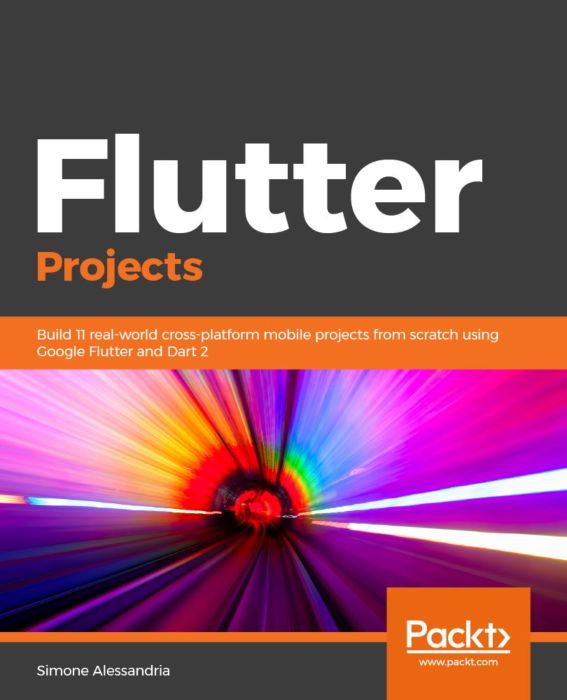 Flutter
Projects
Build 11 real-world cross-platform mobile projects from scratch using
Google Flutter and Dart 2
Packt>
www.packt.com
Simone Alessandria